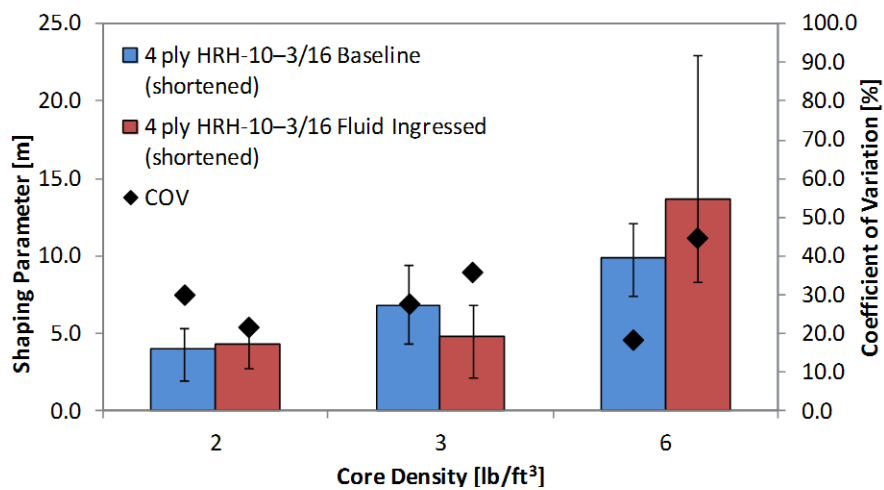 25.0
20.0
15.0
10.0
5.0
0.0
Shaping Parameter [m]
4 ply HRH-10–3/16 Baseline
(shortened)
4 ply HRH-10–3/16 Fluid Ingressed
(shortened)
COV
100.0
90.0
80.0
70.0
60.0
50.0
40.0
30.0
20.0
10.0
0.0
Coefficient of Variation [%]
2
3
6
Core Density [lb/ft³]